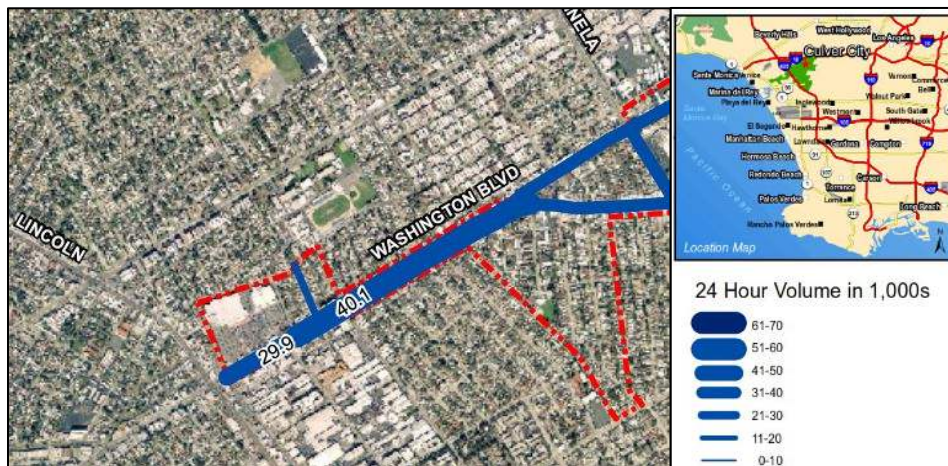 NELA
LINCOLN
WASHINGTON BLVD
40.1
29.9
Beverly Hills
West Hollywood
Los Angeles
Culver City
Santa Monica
Marina del Rey
Playa del Rey
Vernon
Commerce
Bell
Walnut Park
Inglewood
Westmont
South Gate
Willowbrook
El Segundo
Hawthorne
Manhattan Beach
Lawndale
Gardena
Compton
Hermosa Beach
Redondo Beach
Torrance
Carson
Palos Verdes
Lomita
Rancho Palos Verdes
Long Beach
Pacific Ocean
Location Map
N
24 Hour Volume in 1,000s
61-70
51-60
41-50
31-40
21-30
11-20
0-10